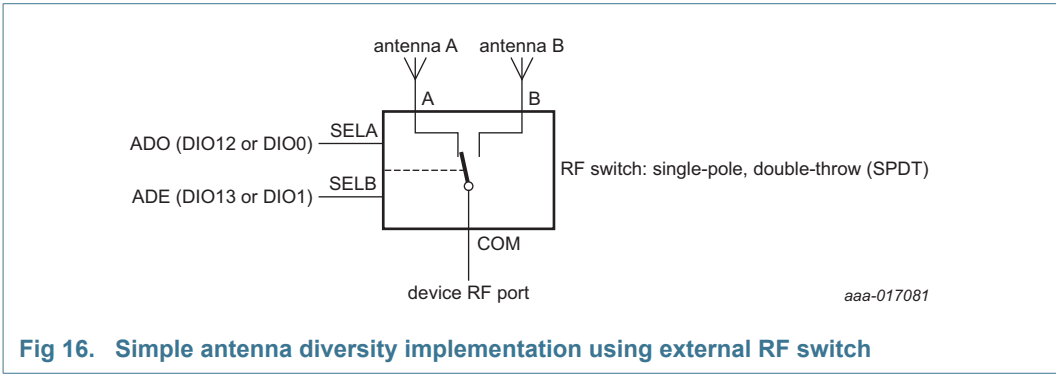 antenna A antenna B
A B
SELA
ADO (DIO12 or DIO0)
RF switch: single-pole, double-throw (SPDT)
SELB
ADE (DIO13 or DIO1)
COM
device RF port
aaa-017081
Fig 16. Simple antenna diversity implementation using external RF switch